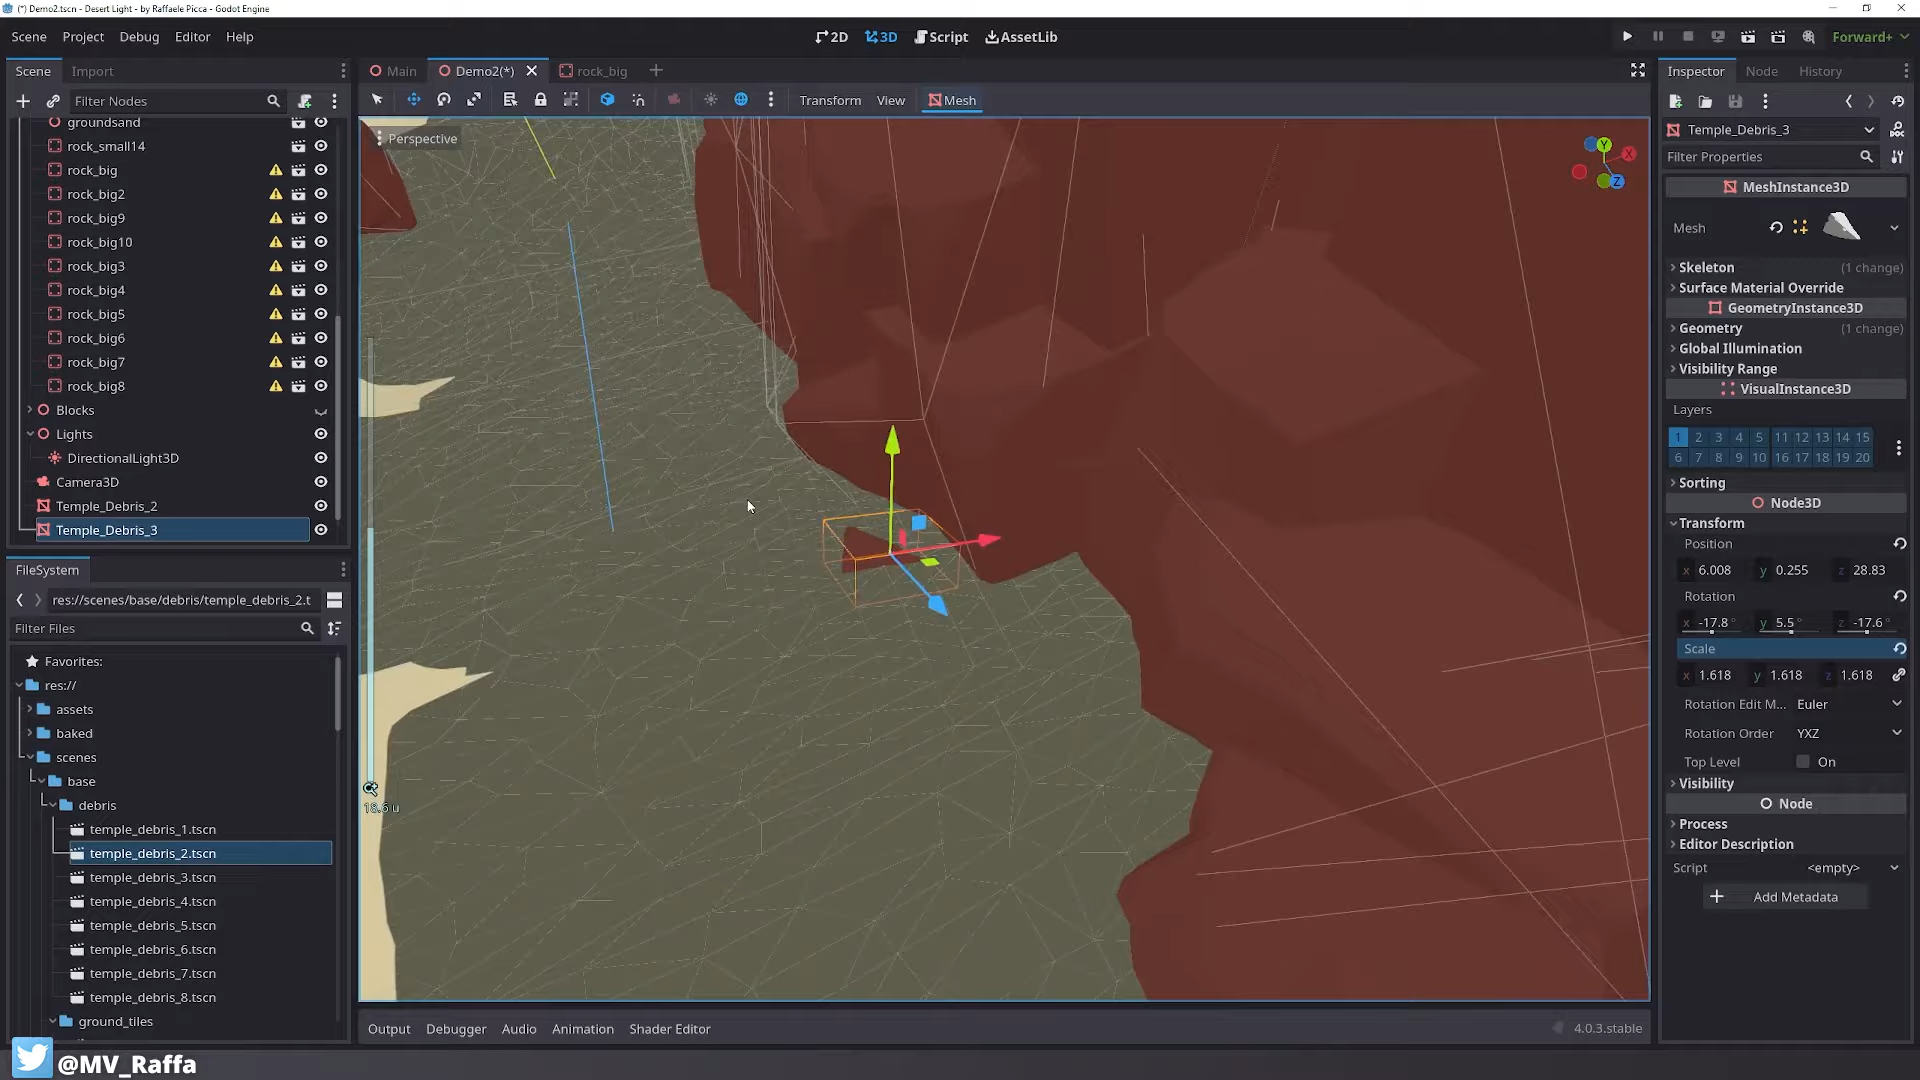 (*) Demo2.tscn - Desert Light - by Raffaele Picca - Godot Engine
Scene Project Debug Editor Help
2D 3D Script AssetLib
Forward+
Scene Import
Main Demo2(*) rock_big
Inspector Node History
Filter Nodes
Transform View Mesh
Perspective
groundsand
rock_small14
rock_big
rock_big2
rock_big9
rock_big10
rock_big3
rock_big4
rock_big5
rock_big6
rock_big7
rock_big8
Blocks
Lights
DirectionalLight3D
Camera3D
Temple_Debris_2
Temple_Debris_3
FileSystem
res://scenes/base/debris/temple_debris_2.t
Filter Files
Favorites:
res://
assets
baked
scenes
base
debris
temple_debris_1.tscn
temple_debris_2.tscn
temple_debris_3.tscn
temple_debris_4.tscn
temple_debris_5.tscn
temple_debris_6.tscn
temple_debris_7.tscn
temple_debris_8.tscn
ground_tiles
Y
X
Z
18.6 u
Output Debugger Audio Animation Shader Editor
4.0.3.stable
Temple_Debris_3
Filter Properties
MeshInstance3D
Mesh
Skeleton (1 change)
Surface Material Override
GeometryInstance3D
Geometry (1 change)
Global Illumination
Visibility Range
VisualInstance3D
Layers
1 2 3 4 5 11 12 13 14 15
6 7 8 9 10 16 17 18 19 20
Sorting
Node3D
Transform
Position
x 6.008 y 0.255 z 28.83
Rotation
x -17.8 ° y 5.5 ° z -17.6 °
Scale
x 1.618 y 1.618 z 1.618
Rotation Edit M... Euler
Rotation Order YXZ
Top Level On
Visibility
Node
Process
Editor Description
Script <empty>
Add Metadata
@MV_Raffa